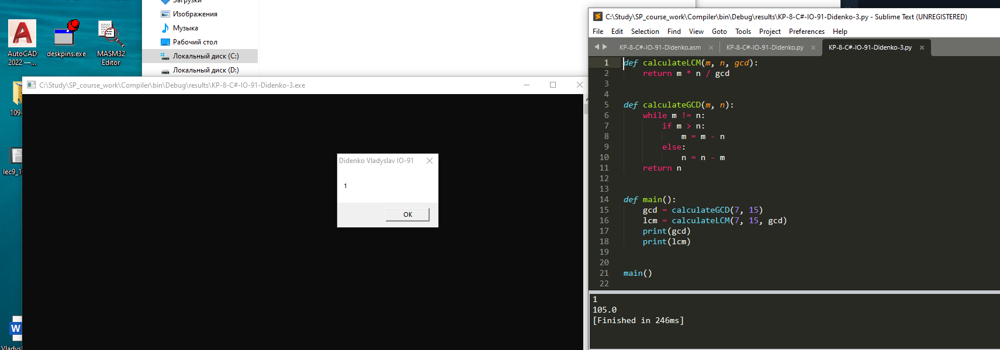 Загрузки
Изображения
Музыка
Рабочий стол
Локальный диск (C:)
Локальный диск (D:)
AutoCAD
2022 —...
deskpins.exe
MASM32
Editor
109-
lec9_1
Vladys
C:\Study\SP_course_work\Compiler\bin\Debug\results\KP-8-C#-IO-91-Didenko-3.exe
Didenko Vladyslav IO-91
1
OK
C:\Study\SP_course_work\Compiler\bin\Debug\results\KP-8-C#-IO-91-Didenko-3.py - Sublime Text (UNREGISTERED)
File Edit Selection Find View Goto Tools Project Preferences Help
KP-8-C#-IO-91-Didenko.asm KP-8-C#-IO-91-Didenko.py KP-8-C#-IO-91-Didenko-3.py
1 def calculateLCM(m, n, gcd):
2 return m * n / gcd
3
4
5 def calculateGCD(m, n):
6 while m != n:
7 if m > n:
8 m = m - n
9 else:
10 n = n - m
11 return n
12
13
14 def main():
15 gcd = calculateGCD(7, 15)
16 lcm = calculateLCM(7, 15, gcd)
17 print(gcd)
18 print(lcm)
19
20
21 main()
22
1
105.0
[Finished in 246ms]